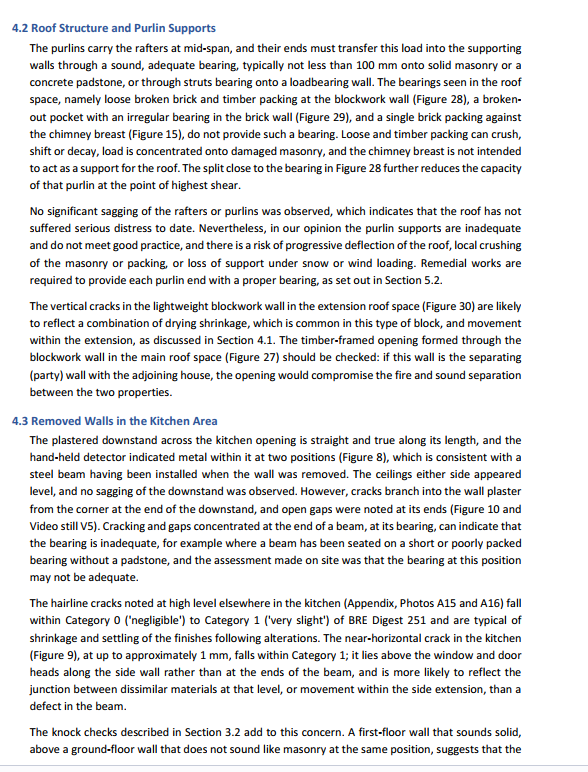 4.2 Roof Structure and Purlin Supports
The purlins carry the rafters at mid-span, and their ends must transfer this load into the supporting
walls through a sound, adequate bearing, typically not less than 100 mm onto solid masonry or a
concrete padstone, or through struts bearing onto a loadbearing wall. The bearings seen in the roof
space, namely loose broken brick and timber packing at the blockwork wall (Figure 28), a broken-
out pocket with an irregular bearing in the brick wall (Figure 29), and a single brick packing against
the chimney breast (Figure 15), do not provide such a bearing. Loose and timber packing can crush,
shift or decay, load is concentrated onto damaged masonry, and the chimney breast is not intended
to act as a support for the roof. The split close to the bearing in Figure 28 further reduces the capacity
of that purlin at the point of highest shear.
No significant sagging of the rafters or purlins was observed, which indicates that the roof has not
suffered serious distress to date. Nevertheless, in our opinion the purlin supports are inadequate
and do not meet good practice, and there is a risk of progressive deflection of the roof, local crushing
of the masonry or packing, or loss of support under snow or wind loading. Remedial works are
required to provide each purlin end with a proper bearing, as set out in Section 5.2.
The vertical cracks in the lightweight blockwork wall in the extension roof space (Figure 30) are likely
to reflect a combination of drying shrinkage, which is common in this type of block, and movement
within the extension, as discussed in Section 4.1. The timber-framed opening formed through the
blockwork wall in the main roof space (Figure 27) should be checked: if this wall is the separating
(party) wall with the adjoining house, the opening would compromise the fire and sound separation
between the two properties.
4.3 Removed Walls in the Kitchen Area
The plastered downstand across the kitchen opening is straight and true along its length, and the
hand-held detector indicated metal within it at two positions (Figure 8), which is consistent with a
steel beam having been installed when the wall was removed. The ceilings either side appeared
level, and no sagging of the downstand was observed. However, cracks branch into the wall plaster
from the corner at the end of the downstand, and open gaps were noted at its ends (Figure 10 and
Video still V5). Cracking and gaps concentrated at the end of a beam, at its bearing, can indicate that
the bearing is inadequate, for example where a beam has been seated on a short or poorly packed
bearing without a padstone, and the assessment made on site was that the bearing at this position
may not be adequate.
The hairline cracks noted at high level elsewhere in the kitchen (Appendix, Photos A15 and A16) fall
within Category 0 ('negligible') to Category 1 ('very slight') of BRE Digest 251 and are typical of
shrinkage and settling of the finishes following alterations. The near-horizontal crack in the kitchen
(Figure 9), at up to approximately 1 mm, falls within Category 1; it lies above the window and door
heads along the side wall rather than at the ends of the beam, and is more likely to reflect the
junction between dissimilar materials at that level, or movement within the side extension, than a
defect in the beam.
The knock checks described in Section 3.2 add to this concern. A first-floor wall that sounds solid,
above a ground-floor wall that does not sound like masonry at the same position, suggests that the